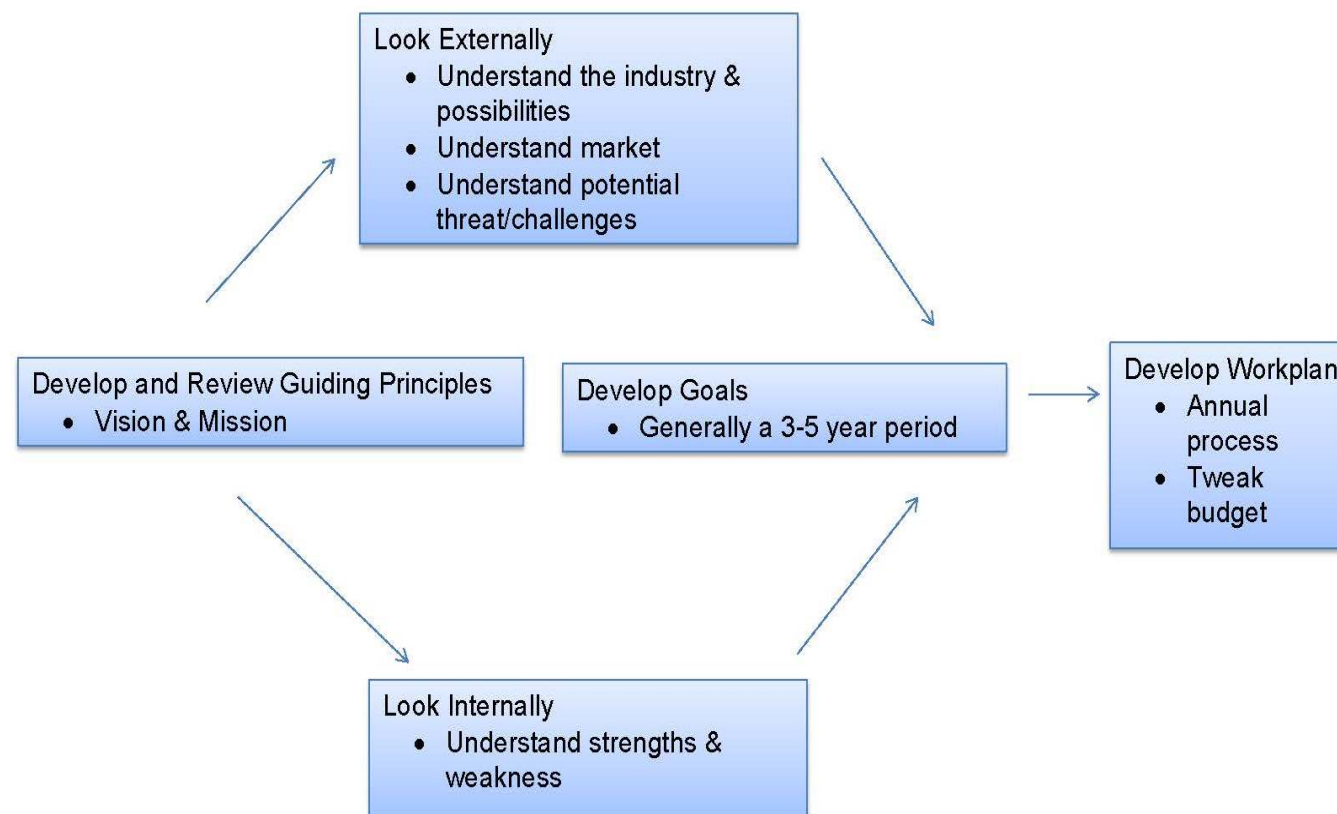 Look Externally
• Understand the industry &
possibilities
• Understand market
• Understand potential
threat/challenges
Develop and Review Guiding Principles
• Vision & Mission
Develop Goals
• Generally a 3-5 year period
Develop Workplan
• Annual
process
• Tweak
budget
Look Internally
• Understand strengths &
weakness